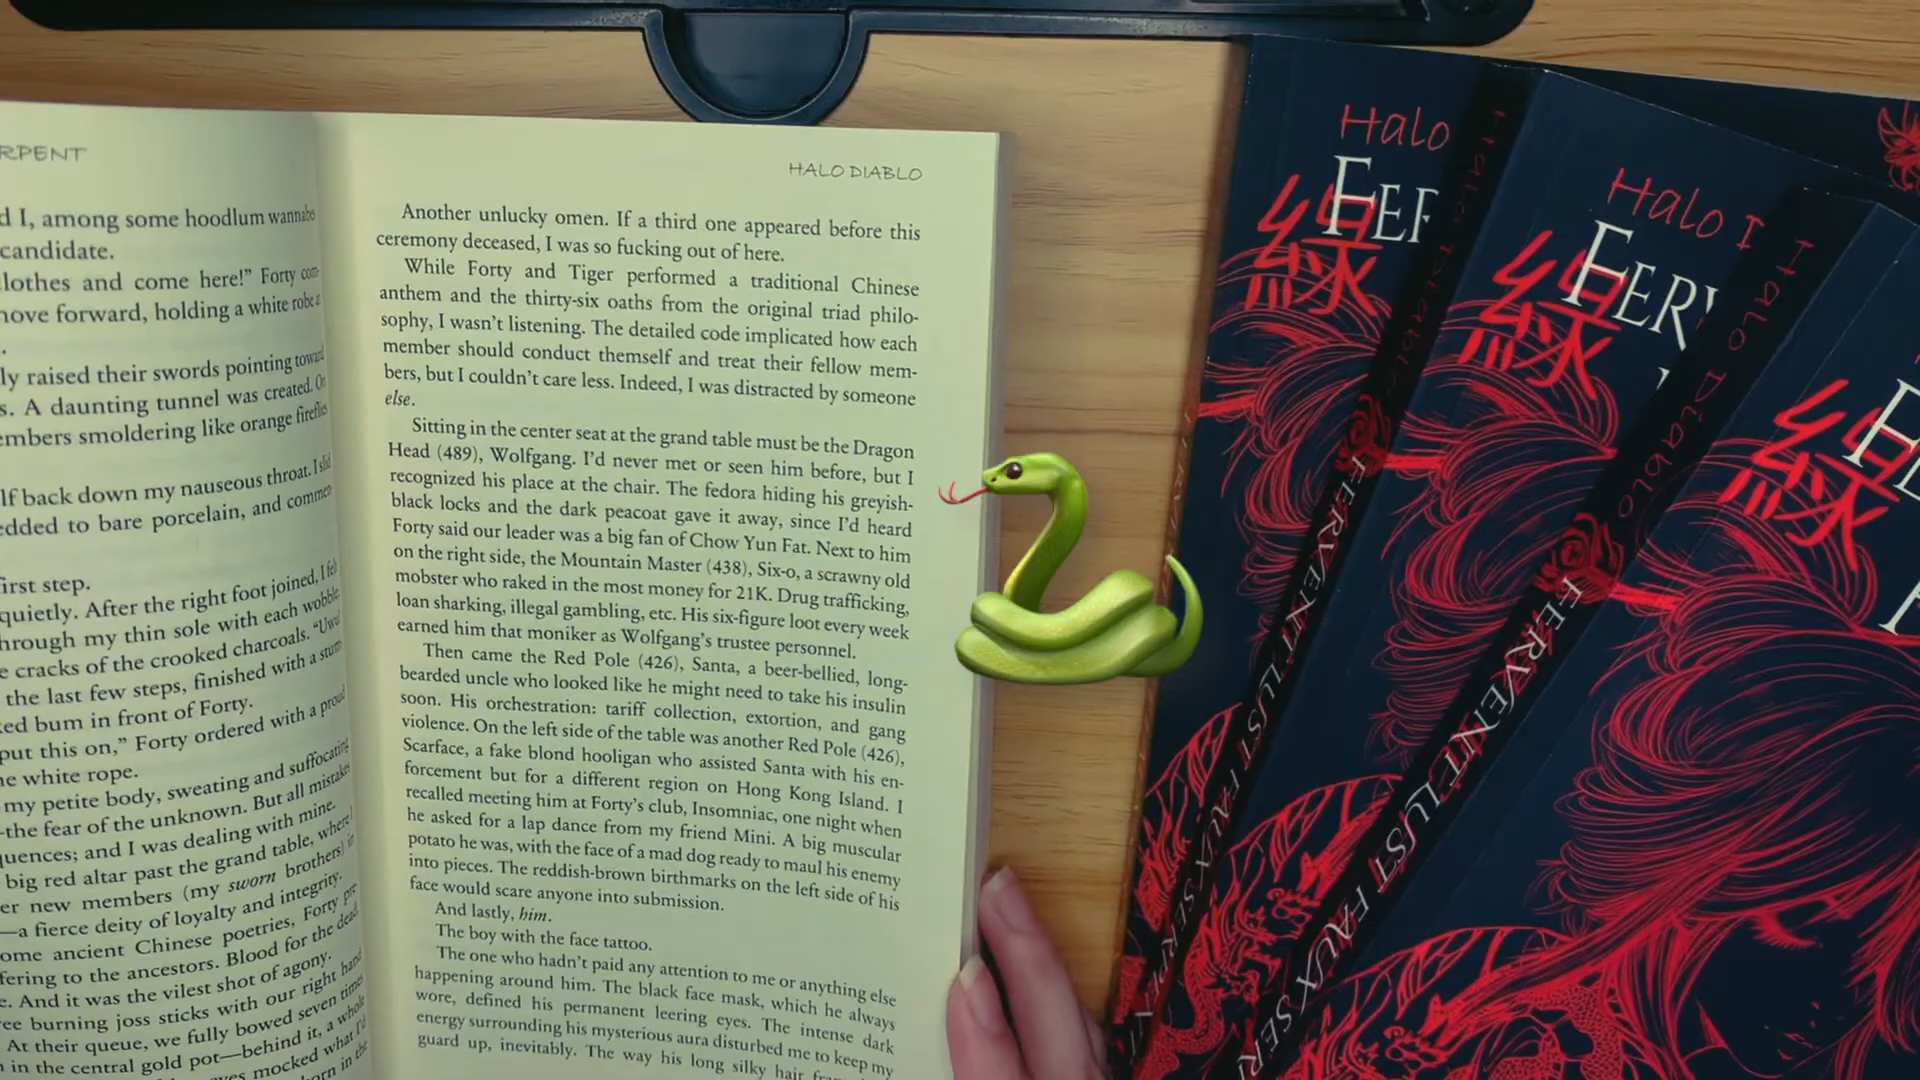 RPENT
d I, among some hoodlum wannabes
candidate.
lothes and come here!” Forty com-
move forward, holding a white robe
ly raised their swords pointing toward
s. A daunting tunnel was created. On
embers smoldering like orange fireflies
lf back down my nauseous throat. I slid
edded to bare porcelain, and commen
first step.
quietly. After the right foot joined, I felt
hrough my thin sole with each wobble
e cracks of the crooked charcoals.
the last few steps, finished with a
ked bum in front of Forty.
put this on,” Forty ordered with a proud
he white rope.
my petite body, sweating and suffocating
—the fear of the unknown. But all mistakes
quences; and I was dealing with mine.
big red altar past the grand table, where
er new members (my sworn brothers)
—a fierce deity of loyalty and integrity.
ome ancient Chinese poetries, Forty pre
fering to the ancestors. Blood for the dead.
e. And it was the vilest shot of agony.
ree burning joss sticks with our right hand
At their queue, we fully bowed seven times
in the central gold pot—behind it, a whole
mocked what I’d
born in the
HALO DIABLO
Another unlucky omen. If a third one appeared before this
ceremony deceased, I was so fucking out of here.
While Forty and Tiger performed a traditional Chinese
anthem and the thirty-six oaths from the original triad philo-
sophy, I wasn’t listening. The detailed code implicated how each
member should conduct themself and treat their fellow mem-
bers, but I couldn’t care less. Indeed, I was distracted by someone
else.
Sitting in the center seat at the grand table must be the Dragon
Head (489), Wolfgang. I’d never met or seen him before, but I
recognized his place at the chair. The fedora hiding his greyish-
black locks and the dark peacoat gave it away, since I’d heard
Forty said our leader was a big fan of Chow Yun Fat. Next to him
on the right side, the Mountain Master (438), Six-o, a scrawny old
mobster who raked in the most money for 21K. Drug trafficking,
loan sharking, illegal gambling, etc. His six-figure loot every week
earned him that moniker as Wolfgang’s trustee personnel.
Then came the Red Pole (426), Santa, a beer-bellied, long-
bearded uncle who looked like he might need to take his insulin
soon. His orchestration: tariff collection, extortion, and gang
violence. On the left side of the table was another Red Pole (426),
Scarface, a fake blond hooligan who assisted Santa with his en-
forcement but for a different region on Hong Kong Island. I
recalled meeting him at Forty’s club, Insomniac, one night when
he asked for a lap dance from my friend Mini. A big muscular
potato he was, with the face of a mad dog ready to maul his enemy
into pieces. The reddish-brown birthmarks on the left side of his
face would scare anyone into submission.
And lastly, him.
The boy with the face tattoo.
The one who hadn’t paid any attention to me or anything else
happening around him. The black face mask, which he always
wore, defined his permanent leering eyes. The intense dark
energy surrounding his mysterious aura disturbed me to keep my
guard up, inevitably. The way his long silky hair
Halo
FER
緣
Halo Diablo FERVENT LUST FAUX SERPEN
Halo D
FERV
緣
Halo Diablo FERVENT LUST FAUX SER
緣